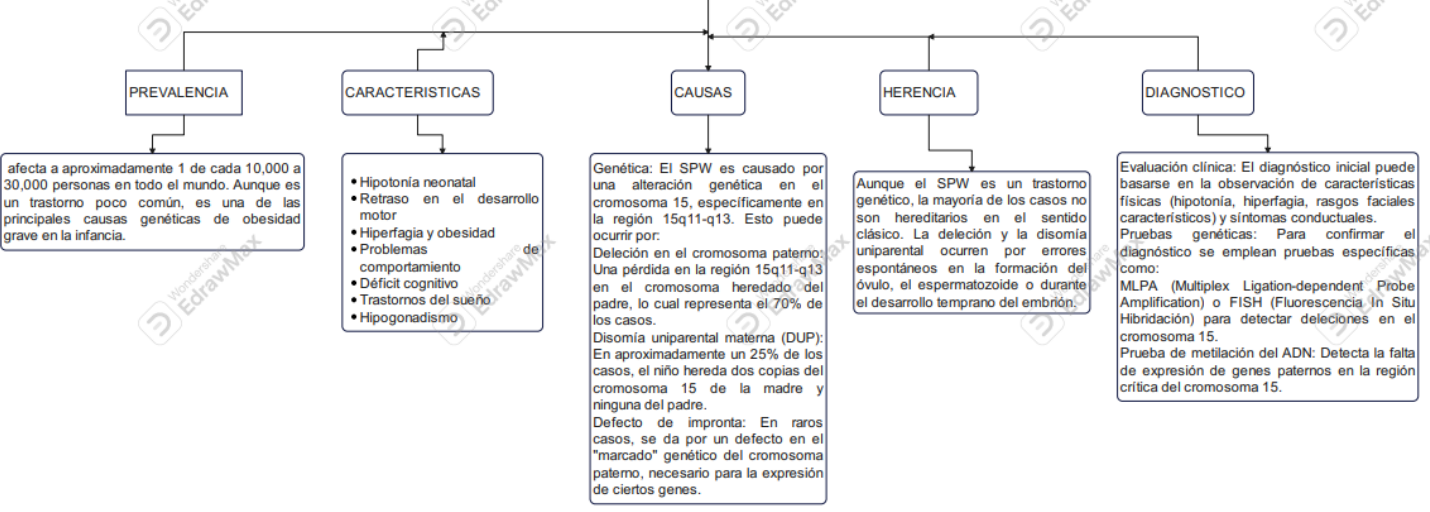 PREVALENCIA
CARACTERISTICAS
CAUSAS
HERENCIA
DIAGNOSTICO
afecta a aproximadamente 1 de cada 10,000 a
30,000 personas en todo el mundo. Aunque es
un trastorno poco común, es una de las
principales causas genéticas de obesidad
grave en la infancia.
• Hipotonía neonatal
• Retraso en el desarrollo
motor
• Hiperfagia y obesidad
• Problemas de
comportamiento
• Déficit cognitivo
• Trastornos del sueño
• Hipogonadismo
Genética: El SPW es causado por
una alteración genética en el
cromosoma 15, específicamente en
la región 15q11-q13. Esto puede
ocurrir por:
Deleción en el cromosoma paterno:
Una pérdida en la región 15q11-q13
en el cromosoma heredado del
padre, lo cual representa el 70% de
los casos.
Disomía uniparental materna (DUP):
En aproximadamente un 25% de los
casos, el niño hereda dos copias del
cromosoma 15 de la madre y
ninguna del padre.
Defecto de impronta: En raros
casos, se da por un defecto en el
"marcado" genético del cromosoma
paterno, necesario para la expresión
de ciertos genes.
Aunque el SPW es un trastorno
genético, la mayoría de los casos no
son hereditarios en el sentido
clásico. La deleción y la disomía
uniparental ocurren por errores
espontáneos en la formación del
óvulo, el espermatozoide o durante
el desarrollo temprano del embrión.
Evaluación clínica: El diagnóstico inicial puede
basarse en la observación de características
físicas (hipotonía, hiperfagia, rasgos faciales
característicos) y síntomas conductuales.
Pruebas genéticas: Para confirmar el
diagnóstico se emplean pruebas específicas
como:
MLPA (Multiplex Ligation-dependent Probe
Amplification) o FISH (Fluorescencia In Situ
Hibridación) para detectar deleciones en el
cromosoma 15.
Prueba de metilación del ADN: Detecta la falta
de expresión de genes paternos en la región
crítica del cromosoma 15.
Wondershare
EdrawMax
Wondershare
EdrawMax
Wondershare
EdrawMax
Wondershare
EdrawMax
Wondershare
EdrawMax